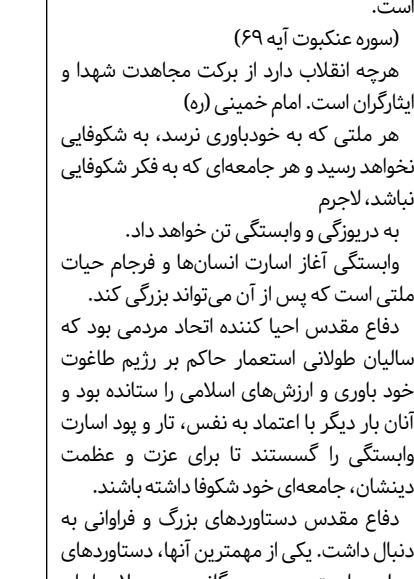 است.
(سوره عنکبوت آیه ۶۹)
هرچه انقلاب دارد از برکت مجاهدت شهدا و
ایثارگران است. امام خمینی (ره)
هر ملتی که به خودباوری نرسد، به شکوفایی
نخواهد رسید و هر جامعه‌ای که به فکر شکوفایی
نباشد، لاجرم
به دریوزگی و وابستگی تن خواهد داد.
وابستگی آغاز اسارت انسان‌ها و فرجام حیات
ملتی است که پس از آن می‌تواند بزرگی کند.
دفاع مقدس احیا کننده اتحاد مردمی بود که
سالیان طولانی استعمار حاکم بر رژیم طاغوت
خود باوری و ارزش‌های اسلامی را ستانده بود و
آنان بار دیگر با اعتماد به نفس، تار و پود اسارت
وابستگی را گسستند تا برای عزت و عظمت
دینشان، جامعه‌ای خود شکوفا داشته باشند.
دفاع مقدس دستاوردهای بزرگ و فراوانی به
دنبال داشت. یکی از مهمترین آنها، دستاوردهای